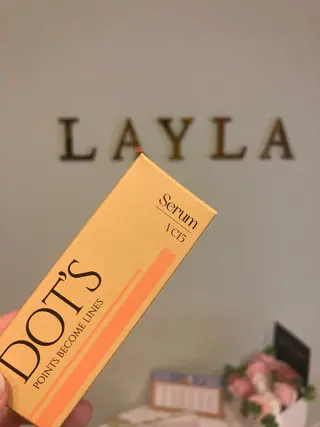 LAYLA
Serum
VC15
DOT'S
POINTS BECOME LINES